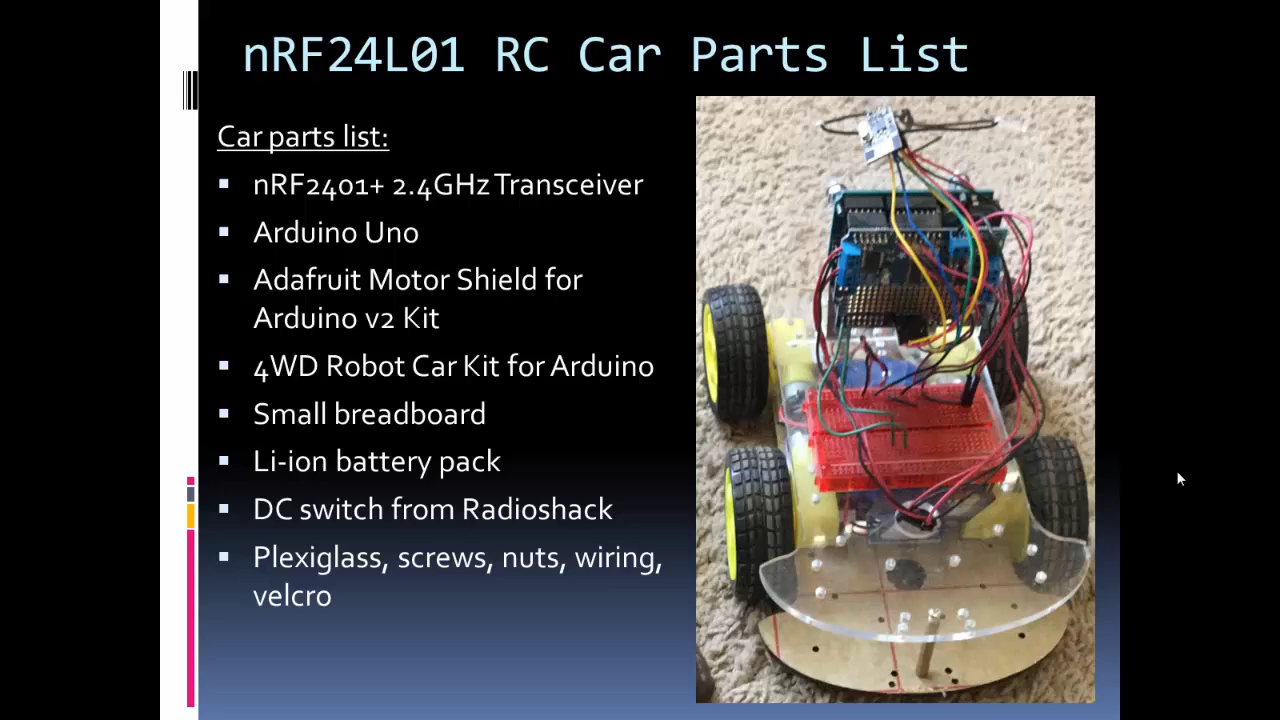 nRF24L01 RC Car Parts List
Car parts list:
nRF2401+ 2.4GHz Transceiver
Arduino Uno
Adafruit Motor Shield for
Arduino v2 Kit
4WD Robot Car Kit for Arduino
Small breadboard
Li-ion battery pack
DC switch from Radioshack
Plexiglass, screws, nuts, wiring,
velcro